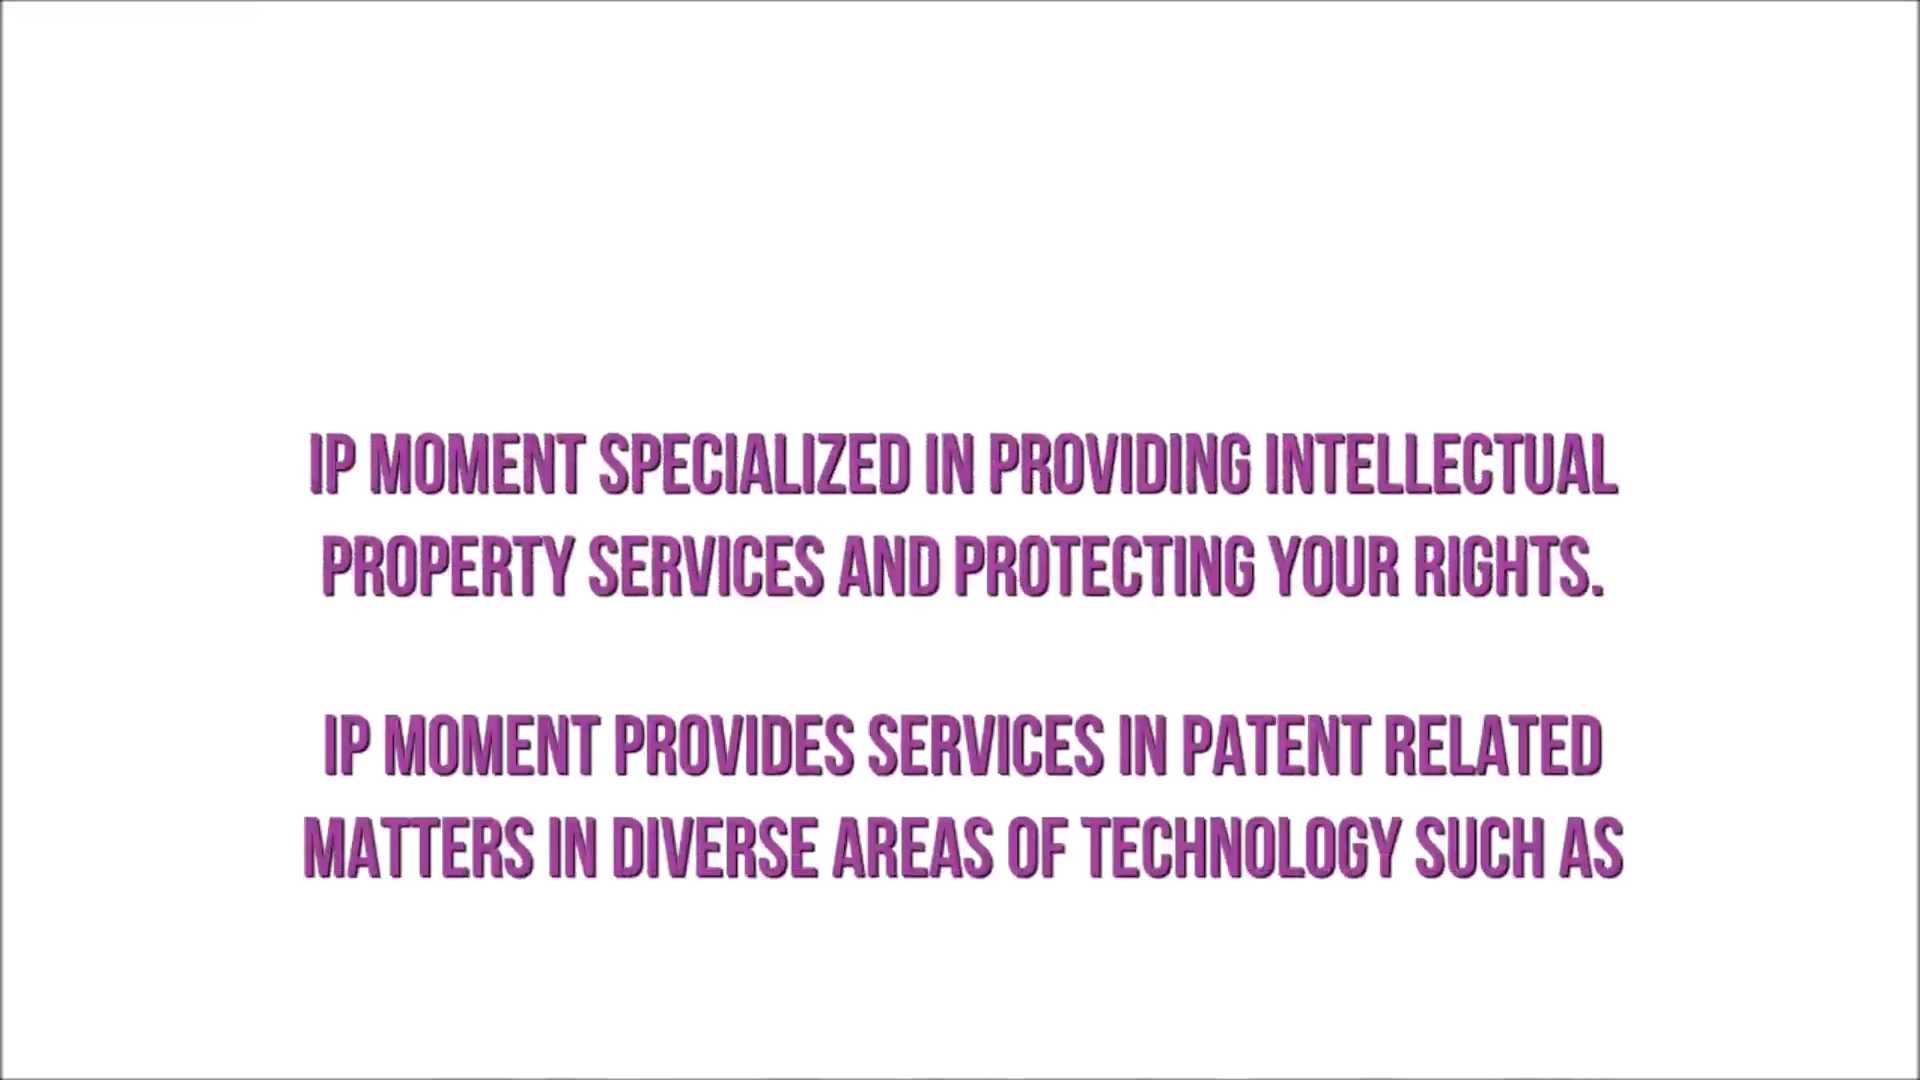 IP MOMENT SPECIALIZED IN PROVIDING INTELLECTUAL
PROPERTY SERVICES AND PROTECTING YOUR RIGHTS.
IP MOMENT PROVIDES SERVICES IN PATENT RELATED
MATTERS IN DIVERSE AREAS OF TECHNOLOGY SUCH AS